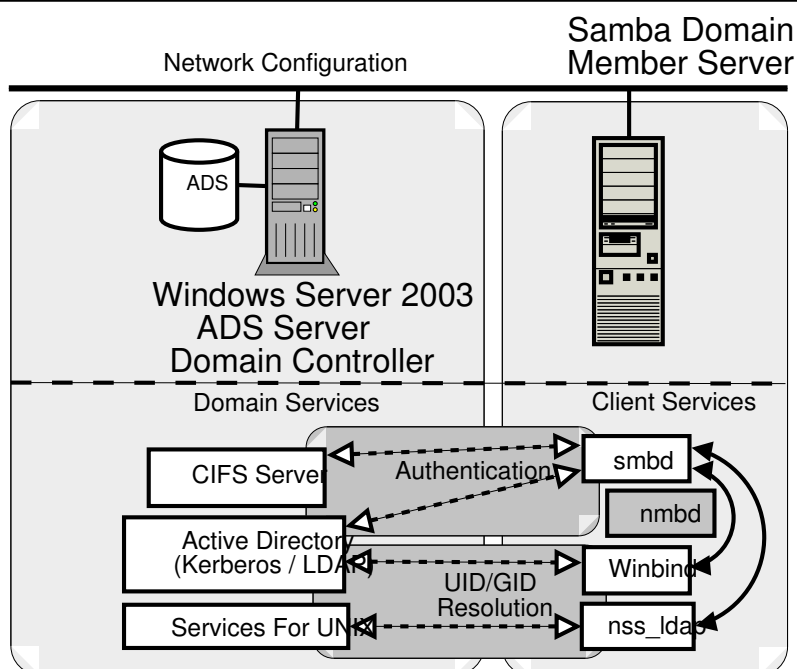 Samba Domain
Member Server
Network Configuration
ADS
Windows Server 2003
ADS Server
Domain Controller
Domain Services
Client Services
CIFS Server
Authentication
smbd
nmbd
Active Directory
(Kerberos / LDAP)
UID/GID
Resolution
Winbind
Services For UNIX
nss_ldap